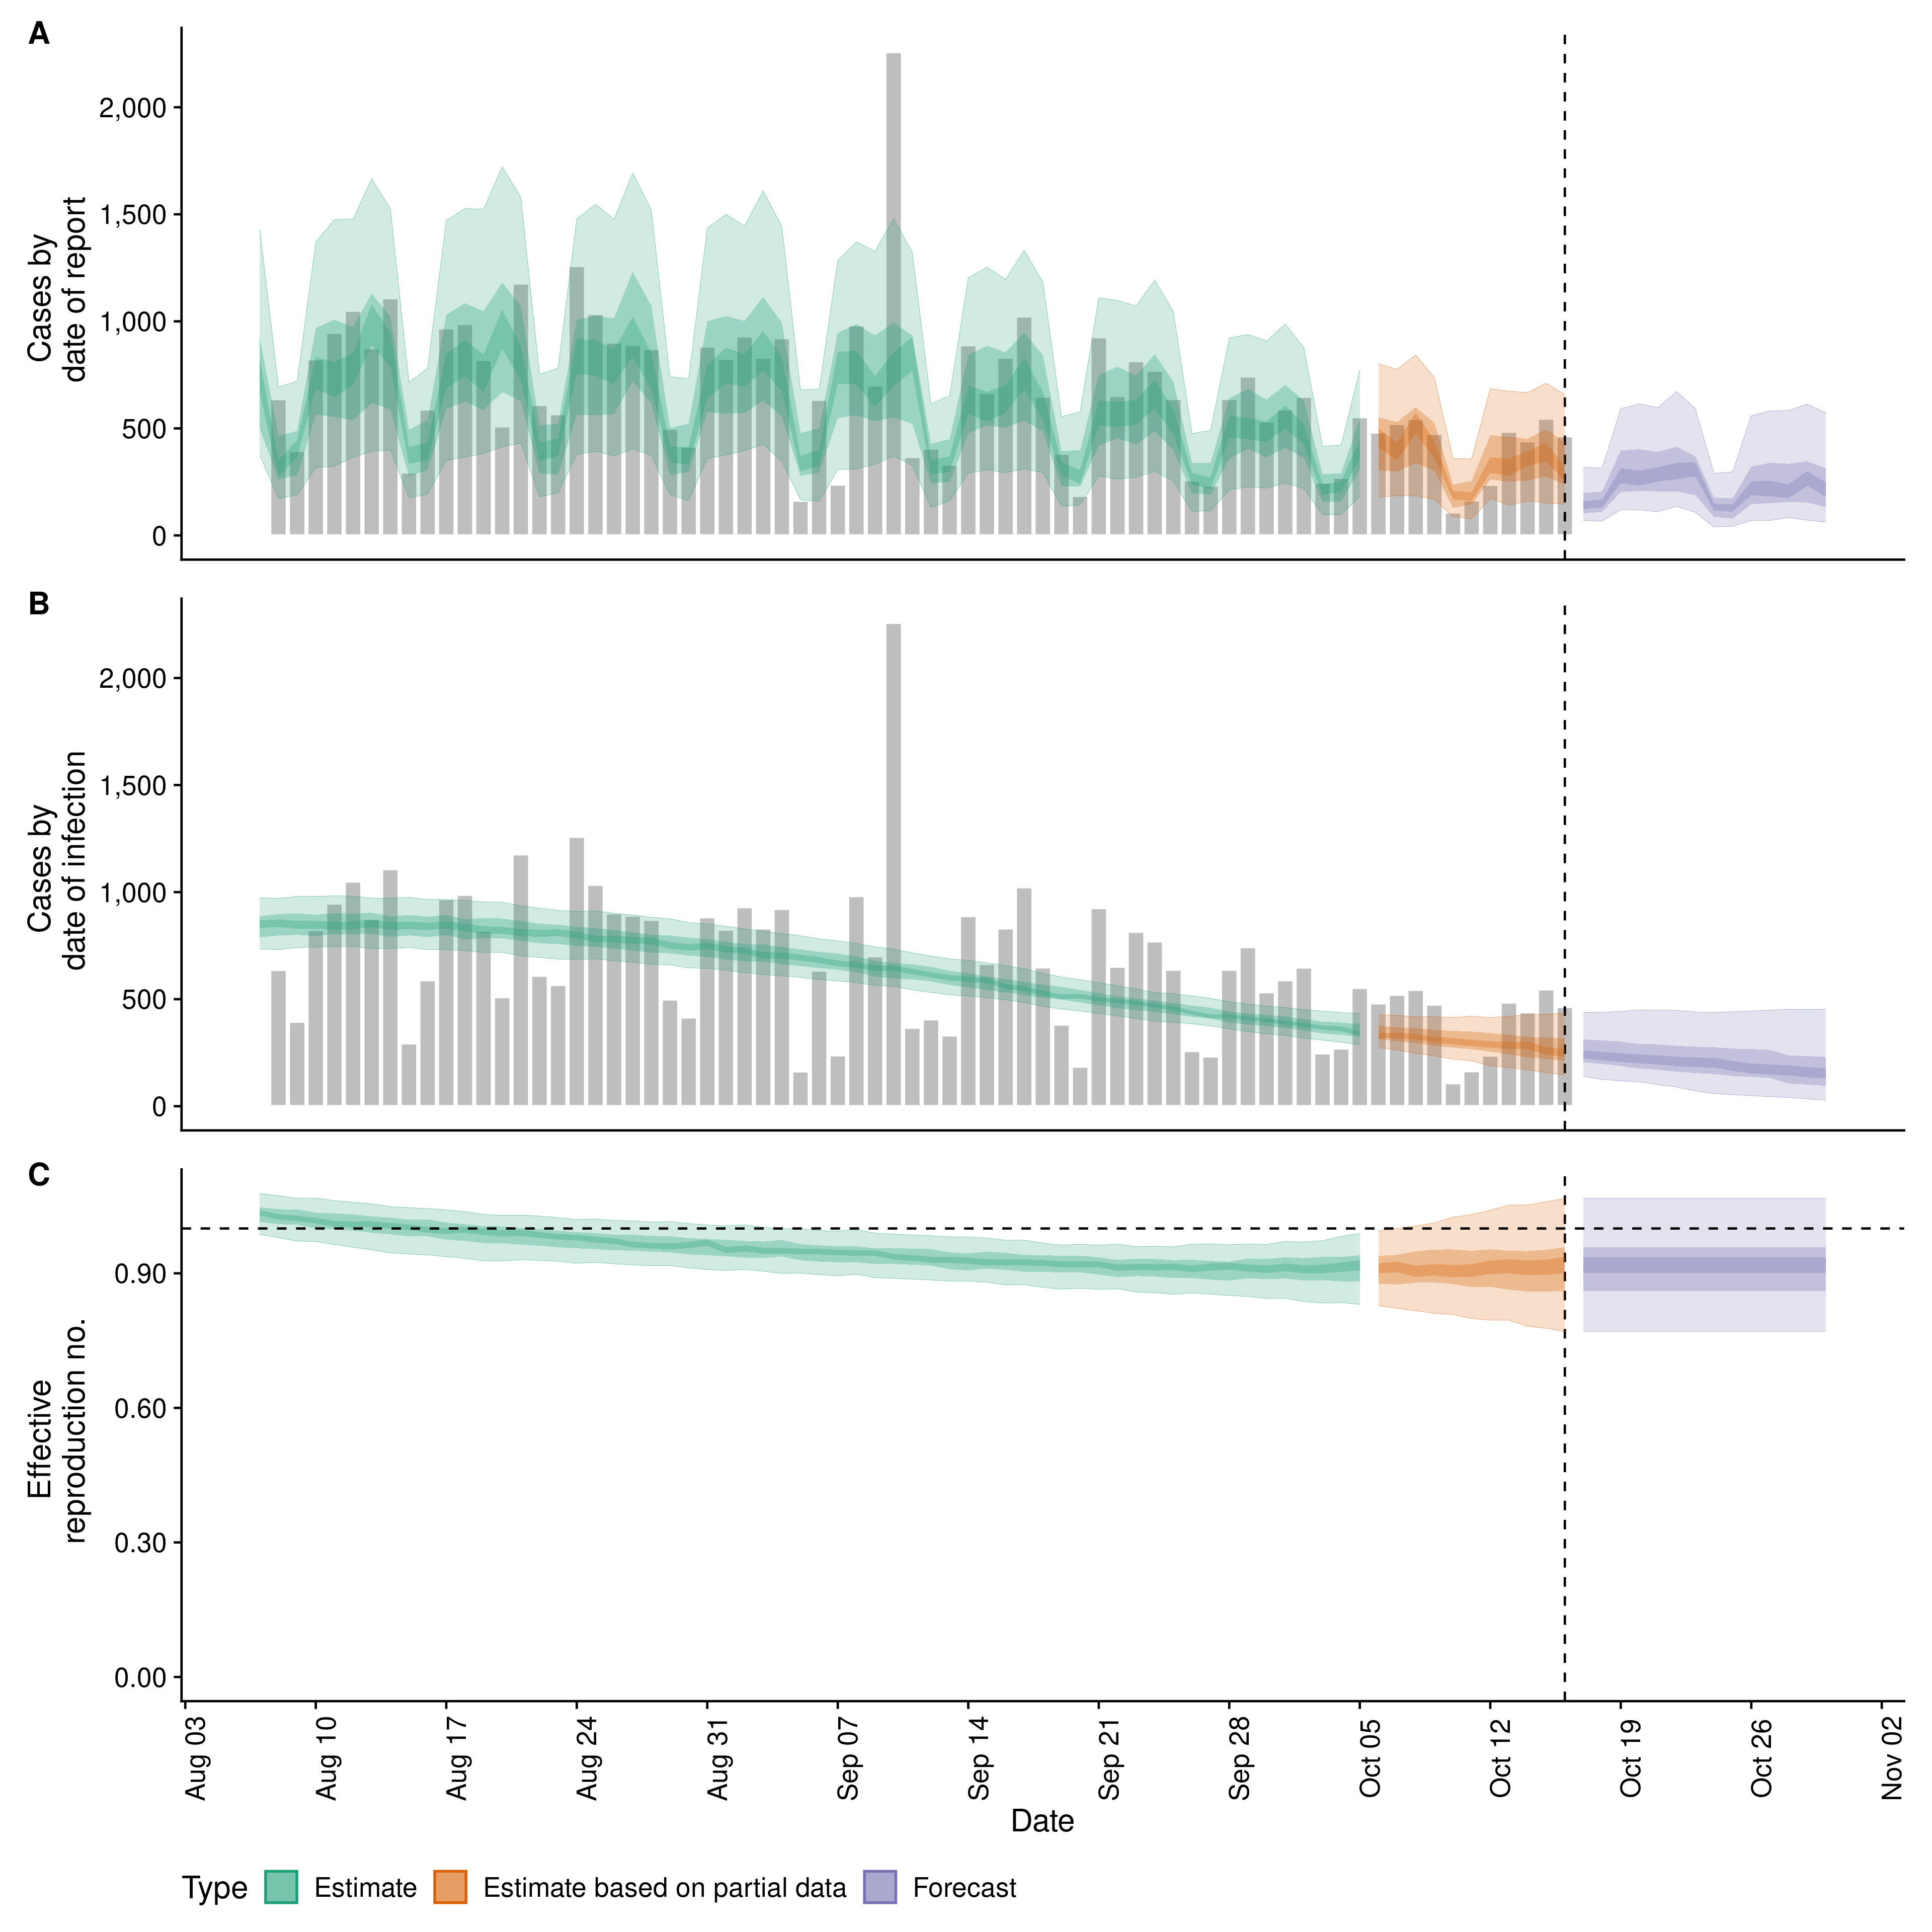 A
Cases by
date of report
2,000
1,500
1,000
500
0
B
Cases by
date of infection
2,000
1,500
1,000
500
0
C
Effective
reproduction no.
0.90
0.60
0.30
0.00
Aug 03
Aug 10
Aug 17
Aug 24
Aug 31
Sep 07
Sep 14
Sep 21
Sep 28
Oct 05
Oct 12
Oct 19
Oct 26
Nov 02
Date
Type Estimate Estimate based on partial data Forecast